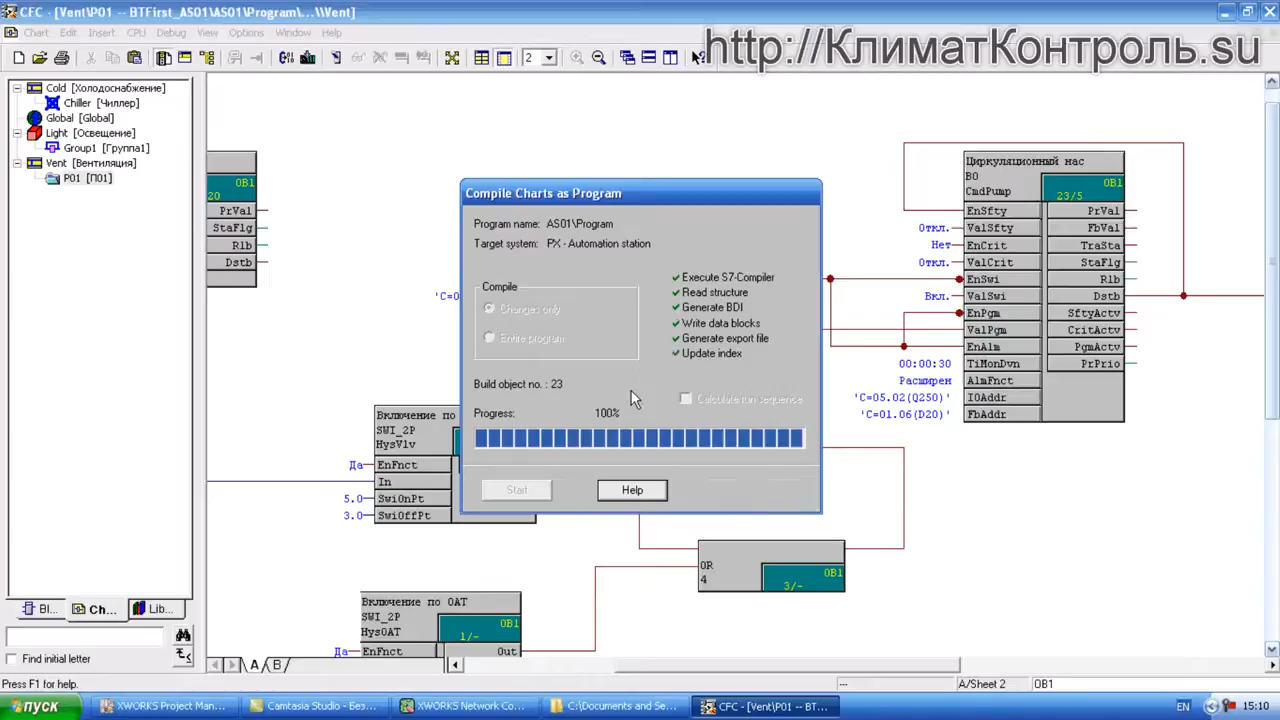 CFC - [Vent\P01 -- BTFirst_AS01\AS01\Program\...\\Vent]
Chart Edit Insert CPU Debug View Options Window Help
http://КлиматКонтроль.su
2
Cold [Холодоснабжение]
Chiller [Чиллер]
Global [Global]
Light [Освещение]
Group1 [Группа1]
Vent [Вентиляция]
P01 [П01]
OB1
20
PrVal
StaFlg
Rlb
Dstb
'C=0
Compile Charts as Program
Program name: AS01\Program
Target system: PX - Automation station
Compile
Changes only
Entire program
Execute S7-Compiler
Read structure
Generate BDI
Write data blocks
Generate export file
Update index
Build object no. : 23
Calculate run sequence
Progress: 100%
Start Help
Циркуляционный нас
BO OB1
CmdPump 23/5
EnSfty PrVal
Откл. ValSfty FbVal
Нет EnCrit TraSta
Откл. ValCrit StaFlg
EnSwi Rlb
Вкл. ValSwi Dstb
EnPgm SftyActv
ValPgm CritActv
EnAlm PgmActv
00:00:30 TiMonDvn PrPrio
Расширен AlmFnct
'C=05.02(Q250) IOAddr
'C=01.06(D20) FbAddr
Включение по
SWI_2P
HysVlv
Да EnFnct
In
5.0 SwiOnPt
3.0 SwiOffPt
OR OB1
4 3/-
Включение по OAT
SWI_2P OB1
HysOAT 1/-
Да EnFnct Out
Bl... Ch... Lib...
Find initial letter
A B
Press F1 for help. --- A/Sheet 2 OB1
пуск XWORKS Project Man... Camtasia Studio - Без... XWORKS Network Co... C:\Documents and Se... CFC - [Vent\P01 -- BT... EN 15:10